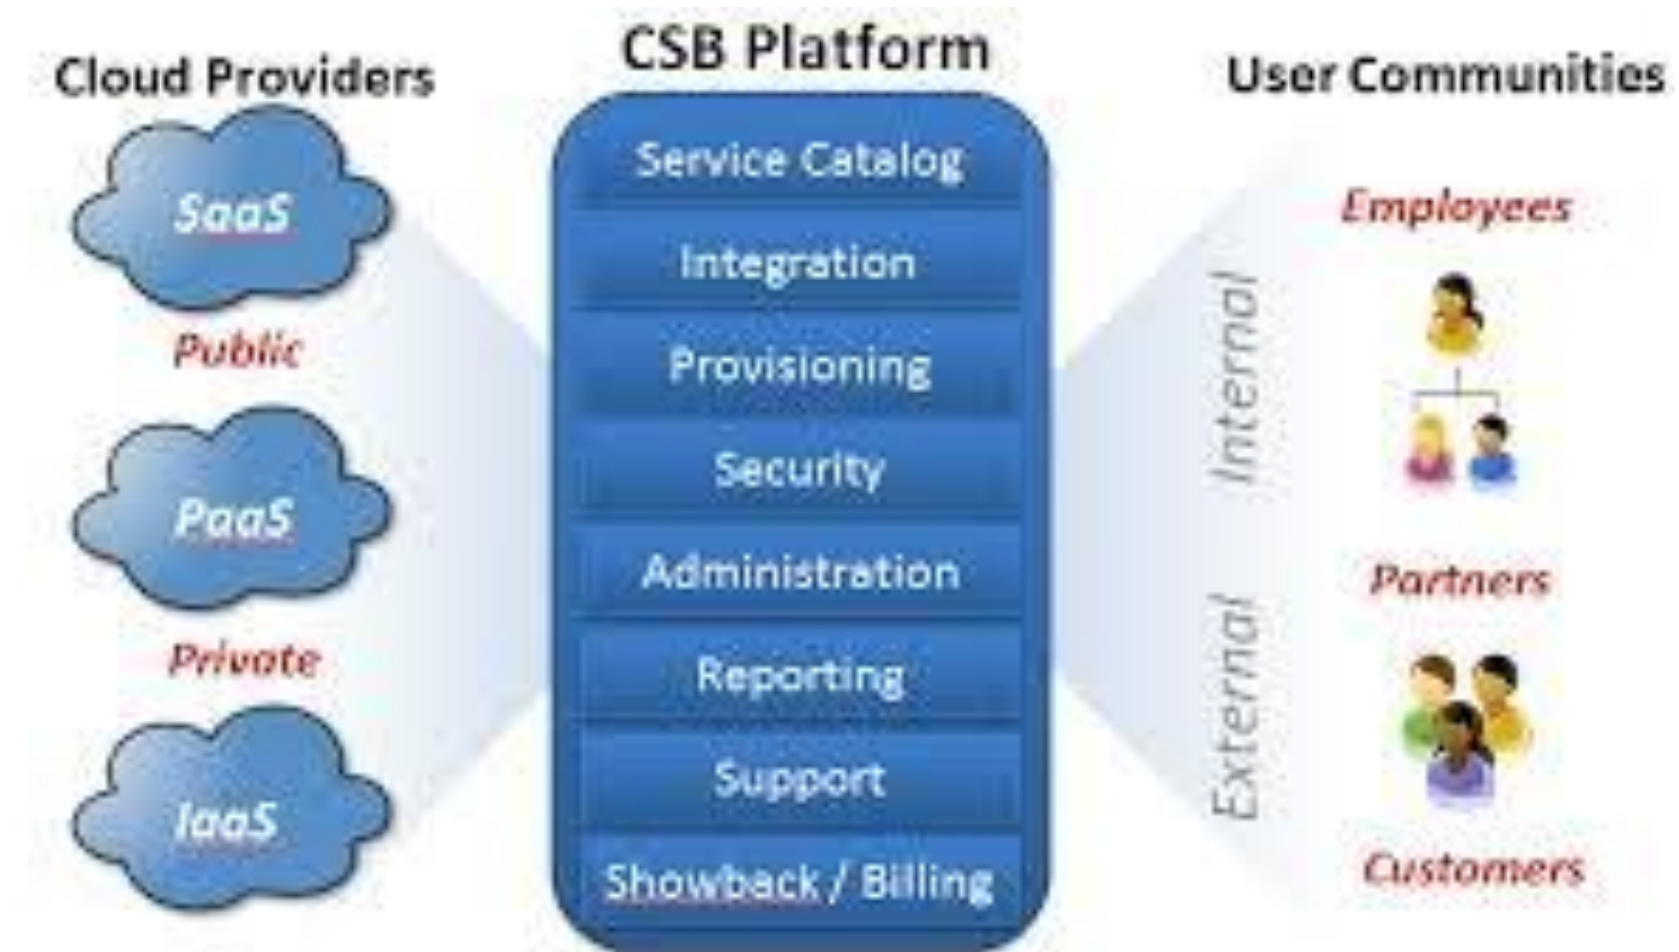 Cloud Providers
SaaS
Public
PaaS
Private
IaaS
CSB Platform
Service Catalog
Integration
Provisioning
Security
Administration
Reporting
Support
Showback / Billing
User Communities
Employees
Internal
Partners
External
Customers